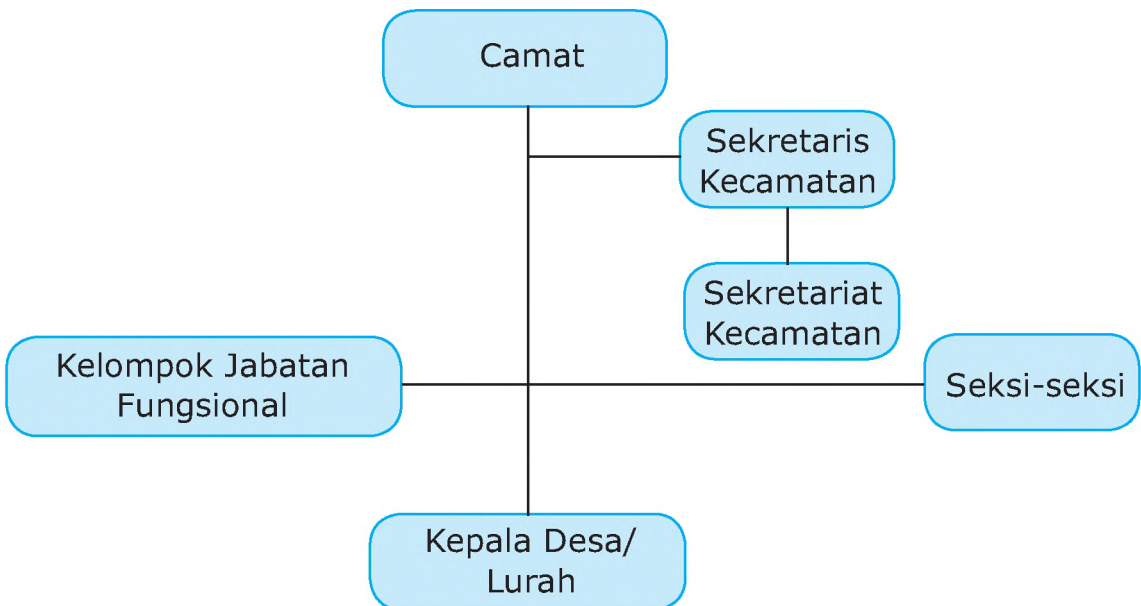 Camat
Sekretaris
Kecamatan
Sekretariat
Kecamatan
Kelompok Jabatan
Fungsional
Seksi-seksi
Kepala Desa/
Lurah